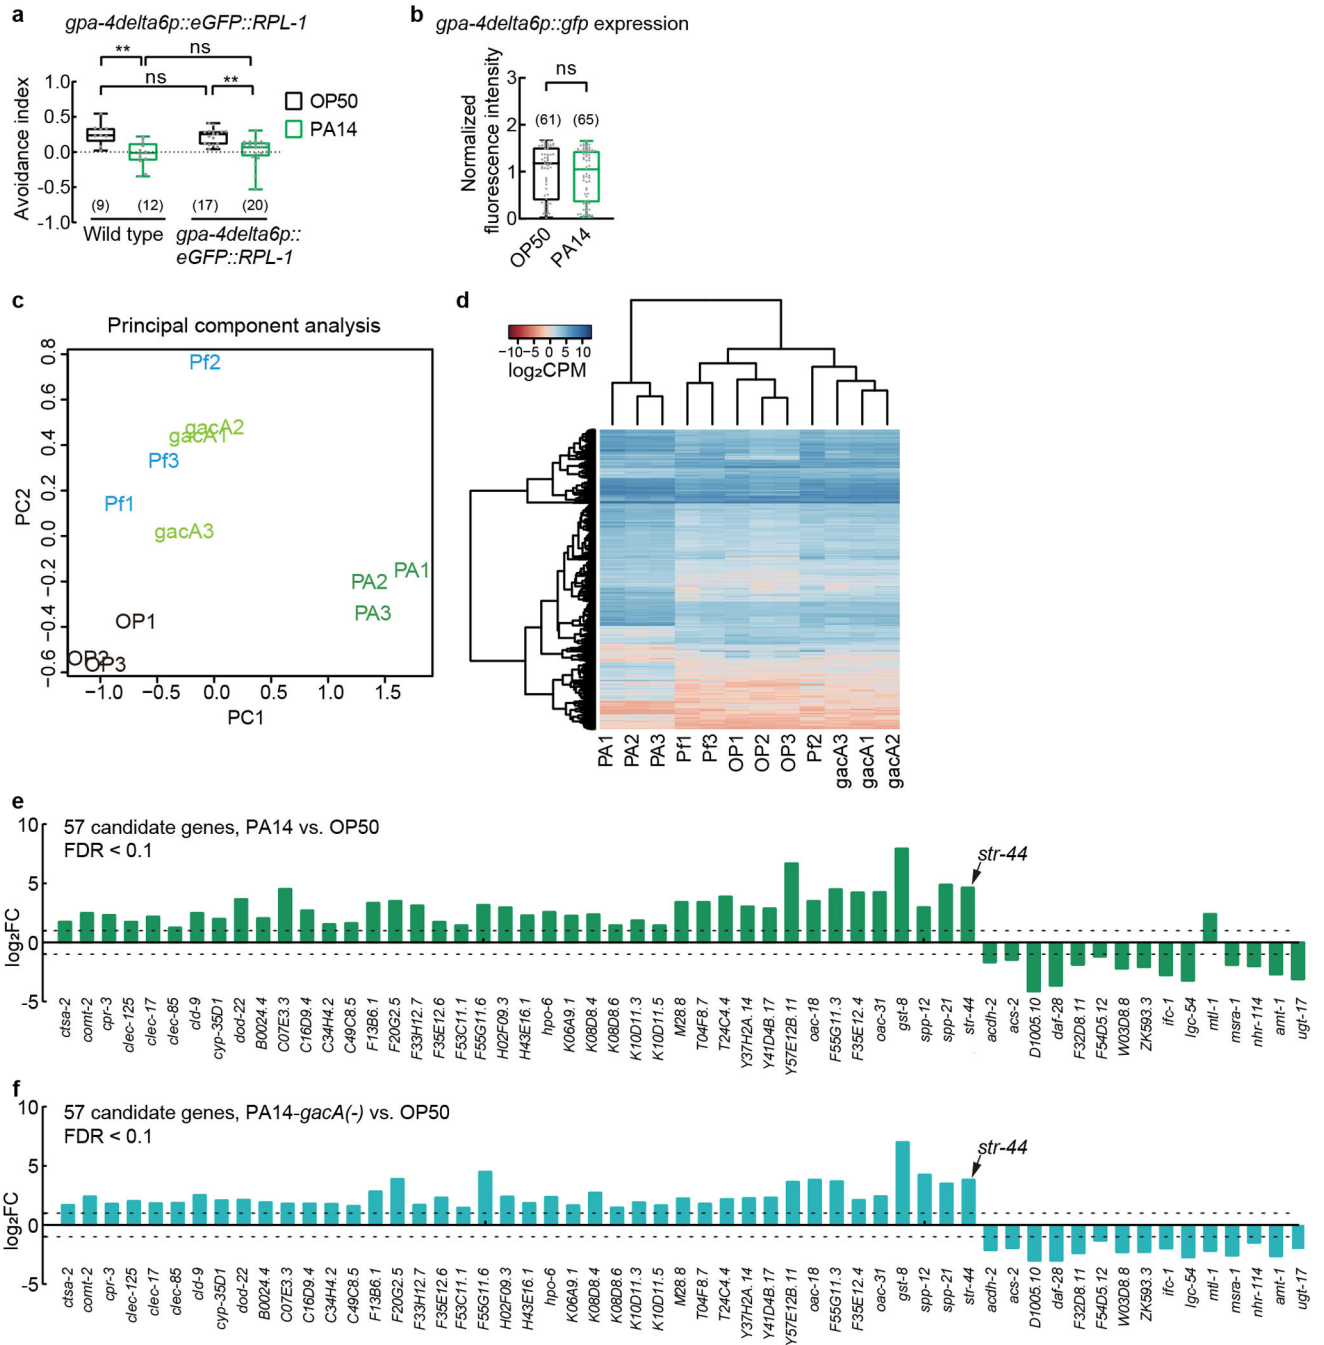 a
gpa-4delta6p::eGFP::RPL-1
**
ns
ns
**
Avoidance index
1.0
0.5
0.0
-0.5
-1.0
OP50
PA14
(9)
(12)
(17)
(20)
Wild type
gpa-4delta6p::
eGFP::RPL-1
b
gpa-4delta6p::gfp expression
ns
Normalized
fluorescence intensity
3
2
1
0
(61)
(65)
OP50
PA14
c
Principal component analysis
PC2
0.8
0.6
0.4
0.2
0.0
−0.2
−0.4
−0.6
Pf2
gacA2
gacA1
Pf3
Pf1
gacA3
PA1
PA2
PA3
OP1
OP2
OP3
−1.0
−0.5
0.0
0.5
1.0
1.5
PC1
d
−10
−5
0
5
10
log₂CPM
PA1
PA2
PA3
Pf1
Pf3
OP1
OP2
OP3
Pf2
gacA3
gacA1
gacA2
e
57 candidate genes, PA14 vs. OP50
FDR < 0.1
log₂FC
10
5
0
-5
str-44
ctsa-2
comt-2
cpr-3
clec-125
clec-17
clec-85
cld-9
cyp-35D1
dod-22
B0024.4
C07E3.3
C16D9.4
C34H4.2
C49C8.5
F13B6.1
F20G2.5
F33H12.7
F35E12.6
F53C11.1
F55G11.6
H02F09.3
H43E16.1
hpo-6
K06A9.1
K08D8.4
K08D8.6
K10D11.3
K10D11.5
M28.8
T04F8.7
T24C4.4
Y37H2A.14
Y41D4B.17
Y57E12B.11
oac-18
F55G11.3
F35E12.4
oac-31
gst-8
spp-12
spp-21
str-44
acdh-2
acs-2
D1005.10
daf-28
F32D8.11
F54D5.12
W03D8.8
ZK593.3
ifc-1
lgc-54
mtl-1
msra-1
nhr-114
amt-1
ugt-17
f
57 candidate genes, PA14-gacA(-) vs. OP50
FDR < 0.1
log₂FC
10
5
0
-5
str-44
ctsa-2
comt-2
cpr-3
clec-125
clec-17
clec-85
cld-9
cyp-35D1
dod-22
B0024.4
C07E3.3
C16D9.4
C34H4.2
C49C8.5
F13B6.1
F20G2.5
F33H12.7
F35E12.6
F53C11.1
F55G11.6
H02F09.3
H43E16.1
hpo-6
K06A9.1
K08D8.4
K08D8.6
K10D11.3
K10D11.5
M28.8
T04F8.7
T24C4.4
Y37H2A.14
Y41D4B.17
Y57E12B.11
oac-18
F55G11.3
F35E12.4
oac-31
gst-8
spp-12
spp-21
str-44
acdh-2
acs-2
D1005.10
daf-28
F32D8.11
F54D5.12
W03D8.8
ZK593.3
ifc-1
lgc-54
mtl-1
msra-1
nhr-114
amt-1
ugt-17